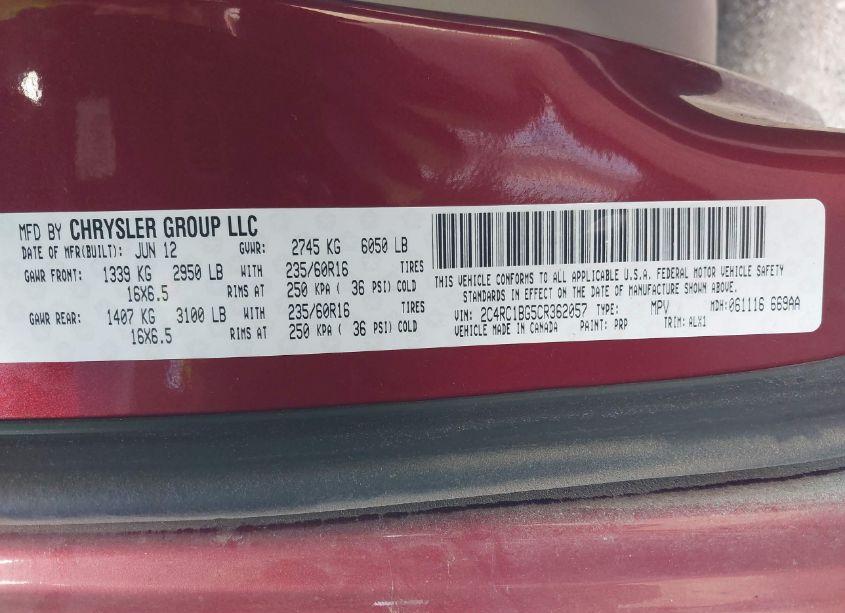 MFD BY CHRYSLER GROUP LLC
DATE OF MFR(BUILT): JUN 12 GVWR: 2745 KG 6050 LB
GAWR FRONT: 1339 KG 2950 LB WITH 235/60R16 TIRES
16X6.5 RIMS AT 250 KPA ( 36 PSI) COLD
GAWR REAR: 1407 KG 3100 LB WITH 235/60R16 TIRES
16X6.5 RIMS AT 250 KPA ( 36 PSI) COLD
THIS VEHICLE CONFORMS TO ALL APPLICABLE U.S.A. FEDERAL MOTOR VEHICLE SAFETY
STANDARDS IN EFFECT ON THE DATE OF MANUFACTURE SHOWN ABOVE.
VIN: 2C4RC1BG5CR362057 TYPE: MPV MDH: 061116 669AA
VEHICLE MADE IN CANADA PAINT: PRP TRIM: ALX1